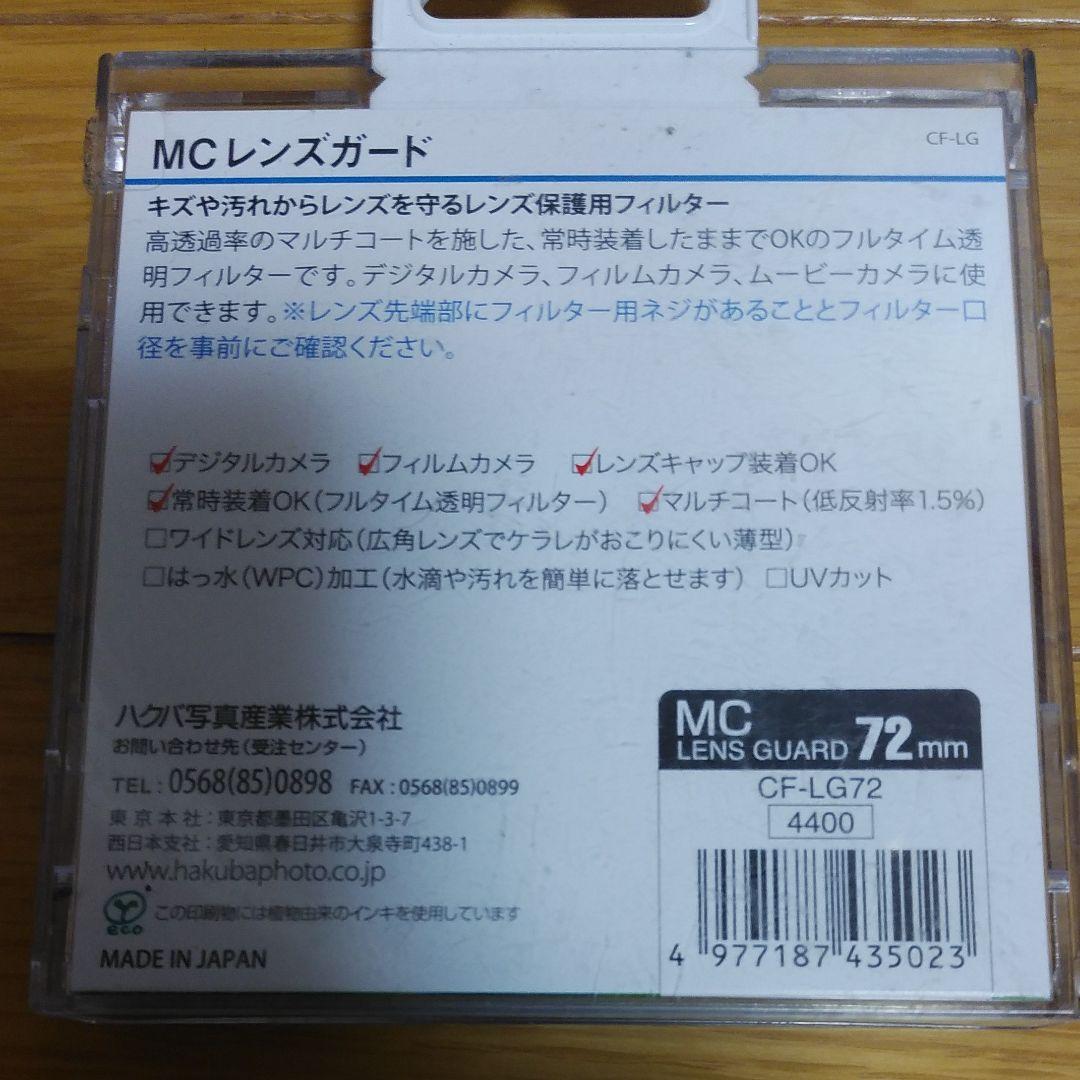 MCレンズガード
CF-LG
キズや汚れからレンズを守るレンズ保護用フィルター
高透過率のマルチコートを施した、常時装着したままでOKのフルタイム透
明フィルターです。デジタルカメラ、フィルムカメラ、ムービーカメラに使
用できます。※レンズ先端部にフィルター用ネジがあることとフィルター口
径を事前にご確認ください。
☑デジタルカメラ ☑フィルムカメラ ☑レンズキャップ装着OK
☑常時装着OK(フルタイム透明フィルター) ☑マルチコート(低反射率1.5%)
□ワイドレンズ対応(広角レンズでケラレがおこりにくい薄型)
□はっ水(WPC)加工(水滴や汚れを簡単に落とせます) □UVカット
ハクバ写真産業株式会社
お問い合わせ先(受注センター)
TEL:0568(85)0898 FAX:0568(85)0899
東京本社:東京都墨田区亀沢1-3-7
西日本支社:愛知県春日井市大泉寺町438-1
www.hakubaphoto.co.jp
eco この印刷物には植物由来のインキを使用しています
MADE IN JAPAN
MC
LENS GUARD 72mm
CF-LG72
4400
4 977187 435023